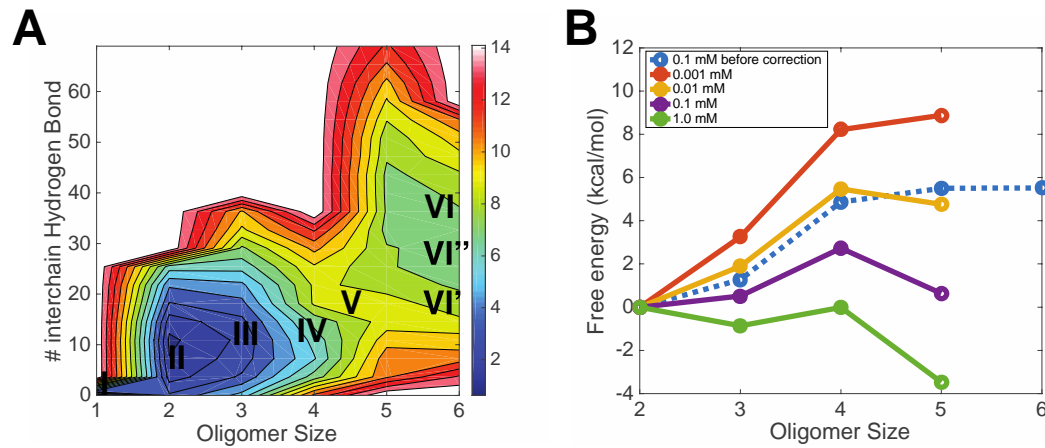 A
# interchain Hydrogen Bond
60
50
40
30
20
10
0
1 2 3 4 5 6
Oligomer Size
I
II
III
IV
V
VI
VI''
VI'
14
12
10
8
6
4
2
B
Free energy (kcal/mol)
12
10
8
6
4
2
0
-2
-4
2 3 4 5 6
Oligomer Size
0.1 mM before correction
0.001 mM
0.01 mM
0.1 mM
1.0 mM